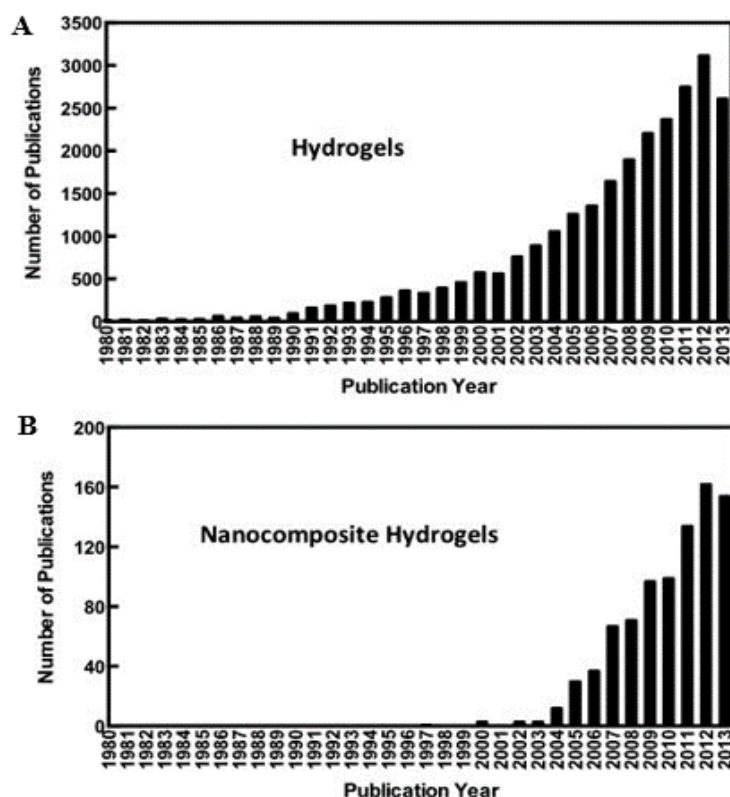 A
Number of Publications
3500
3000
2500
2000
1500
1000
500
0
Hydrogels
1980 1981 1982 1983 1984 1985 1986 1987 1988 1989 1990 1991 1992 1993 1994 1995 1996 1997 1998 1999 2000 2001 2002 2003 2004 2005 2006 2007 2008 2009 2010 2011 2012 2013
Publication Year
B
Number of Publications
200
160
120
80
40
0
Nanocomposite Hydrogels
1980 1981 1982 1983 1984 1985 1986 1987 1988 1989 1990 1991 1992 1993 1994 1995 1996 1997 1998 1999 2000 2001 2002 2003 2004 2005 2006 2007 2008 2009 2010 2011 2012 2013
Publication Year